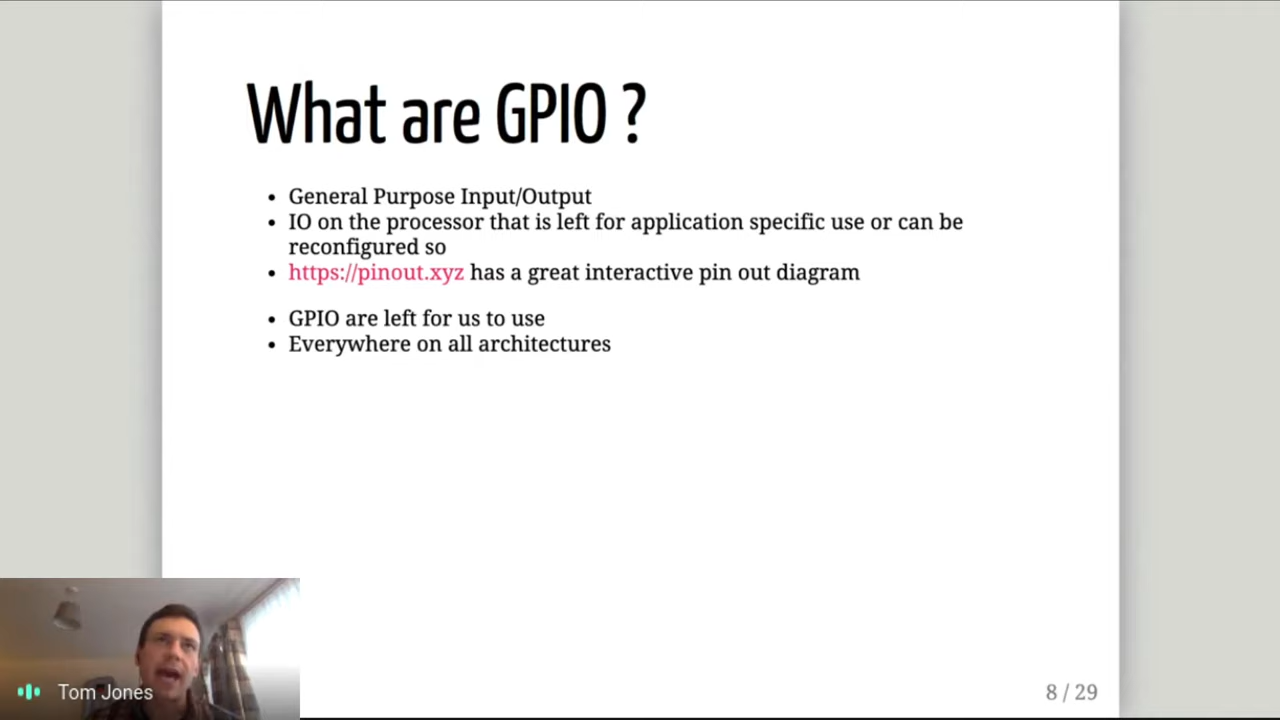 What are GPIO ?
• General Purpose Input/Output
• IO on the processor that is left for application specific use or can be
reconfigured so
• https://pinout.xyz has a great interactive pin out diagram
• GPIO are left for us to use
• Everywhere on all architectures
Tom Jones
8 / 29